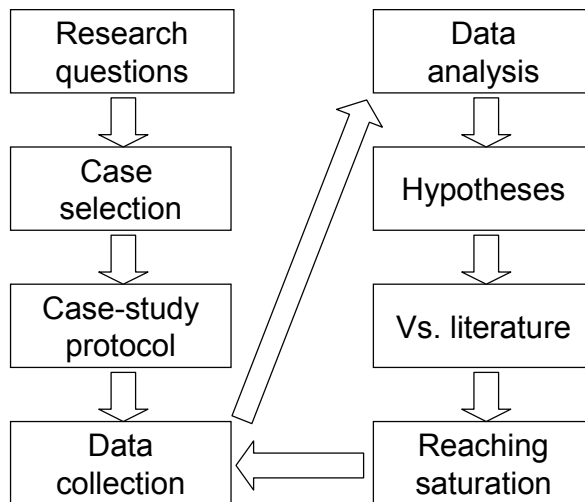 Research
questions
Case
selection
Case-study
protocol
Data
collection
Data
analysis
Hypotheses
Vs. literature
Reaching
saturation